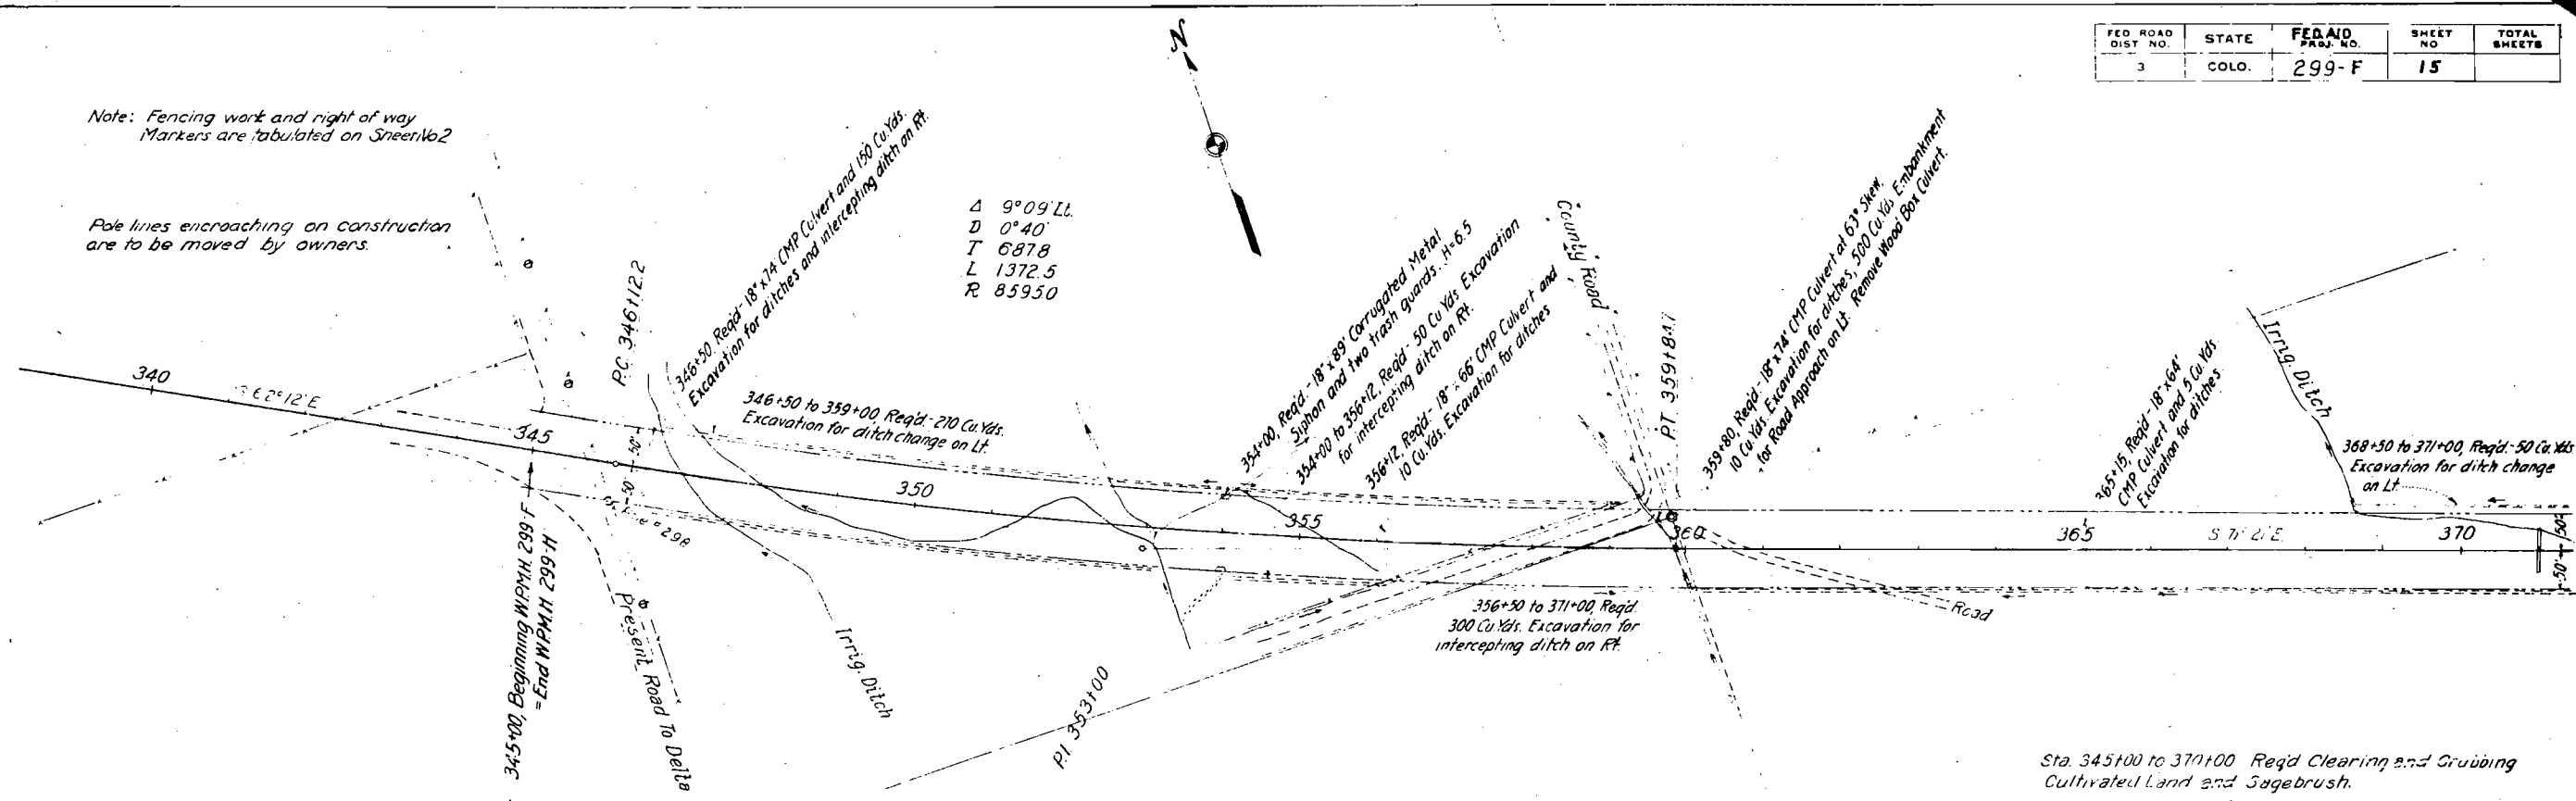 FED ROAD DIST NO. STATE FED. AID PROJ. NO. SHEET NO TOTAL SHEETS
3 COLO. 299-F 15
N
Note: Fencing work and right of way
Markers are tabulated on Sheet No 2
Pole lines encroaching on construction
are to be moved by owners.
Δ 9°09' Lt.
D 0°40'
T 687.8
L 1372.5
R 8595.0
340
345
P.C. 346+12.2
346+50. Req'd - 18" x 74' CMP Culvert and 150 Cu.Yds.
Excavation for ditches and intercepting ditch on Rt.
346+50 to 359+00, Req'd.-210 Cu.Yds.
Excavation for ditch change on Lt.
350
354+00, Req'd.- 18" x 89' Corrugated Metal
Siphon and two trash guards. H=6.5
354+00 to 356+12, Req'd - 50 Cu Yds Excavation
for intercepting ditch on Rt.
356+12, Req'd - 18" x 66' CMP Culvert and
10 Cu.Yds. Excavation for ditches
355
County Road
P.T. 359+84.7
359+80, Req'd.- 18" x 74' CMP Culvert at 63° Skew,
10 Cu.Yds. Excavation for ditches, 500 Cu.Yds Embankment
for Road Approach on Lt. Remove Wood Box Culvert.
360
365+15, Req'd - 18" x 64'
CMP Culvert and 5 Cu.Yds.
Excavation for ditches
365
Irrig. Ditch
368+50 to 371+00, Req'd.-50 Cu.Yds.
Excavation for ditch change
on Lt.
370
50' 50'
50' 50'
345+00, Beginning W.P.M.H. 299-F
= End W.P.M.H. 299-H
Present Road To Delta
Irrig. Ditch
P.I. 353+00
356+50 to 371+00, Req'd.
300 Cu.Yds. Excavation for
intercepting ditch on Rt.
Road
Sta. 345+00 to 370+00 Req'd Clearing and Grubbing
Cultivated Land and Sagebrush.